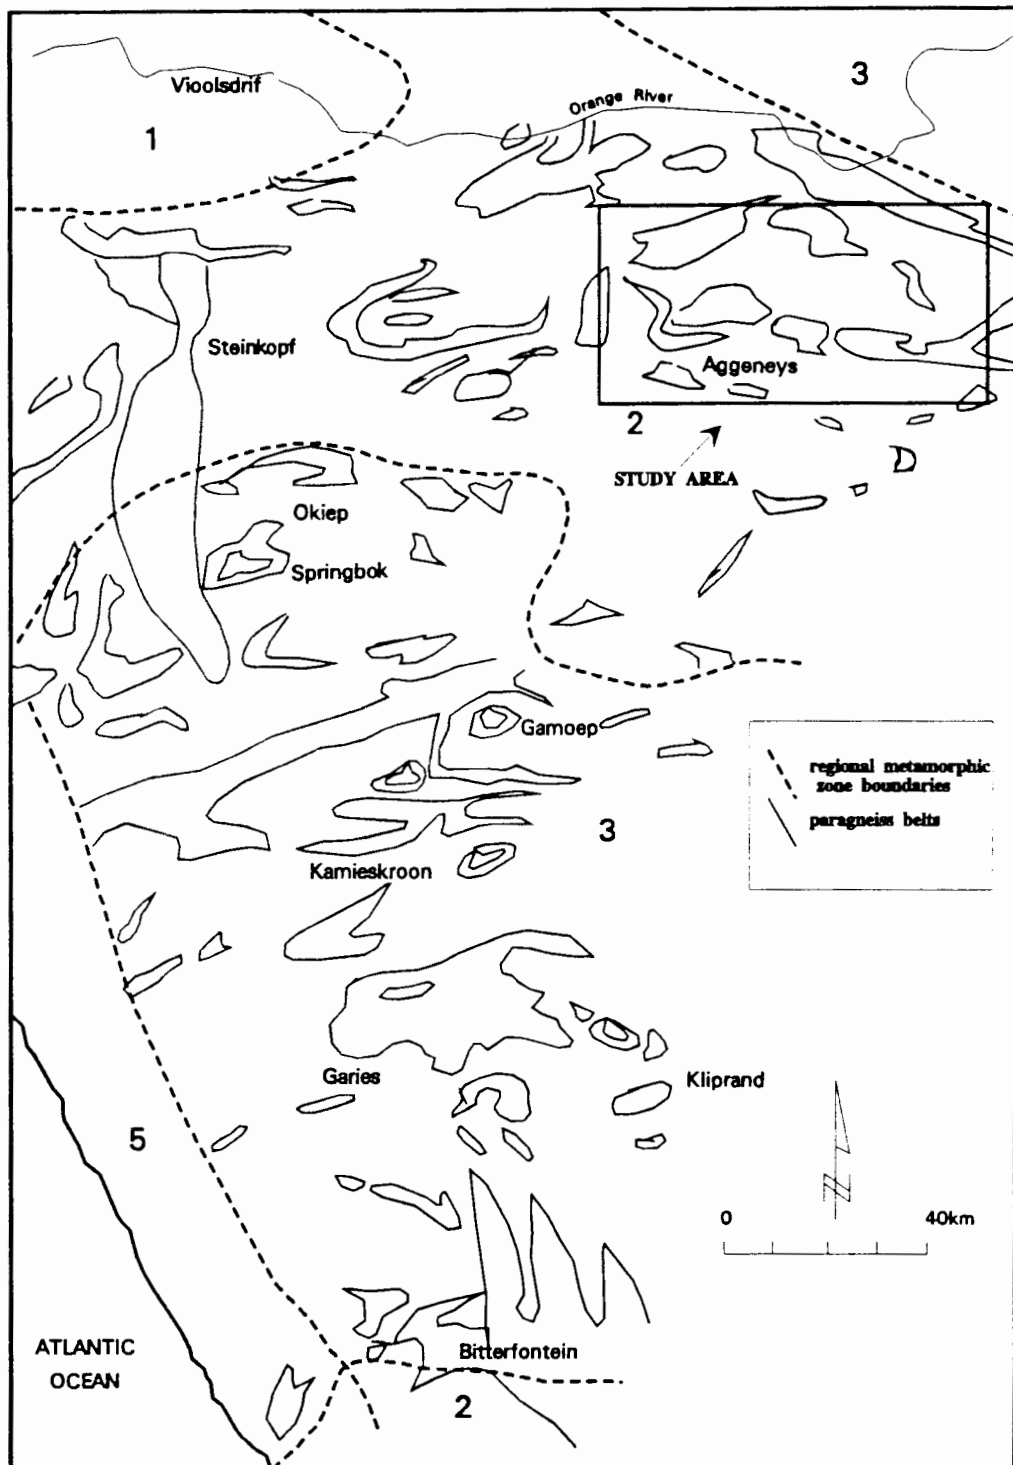 3
Vioolsdrif
Orange River
1
Steinkopf
Aggeneys
2
STUDY AREA
Okiep
Springbok
Gamoep
regional metamorphic
zone boundaries
paragneiss belts
3
Kamieskroon
Garies
Kliprand
5
N
0 40km
ATLANTIC
OCEAN
Bitterfontein
2